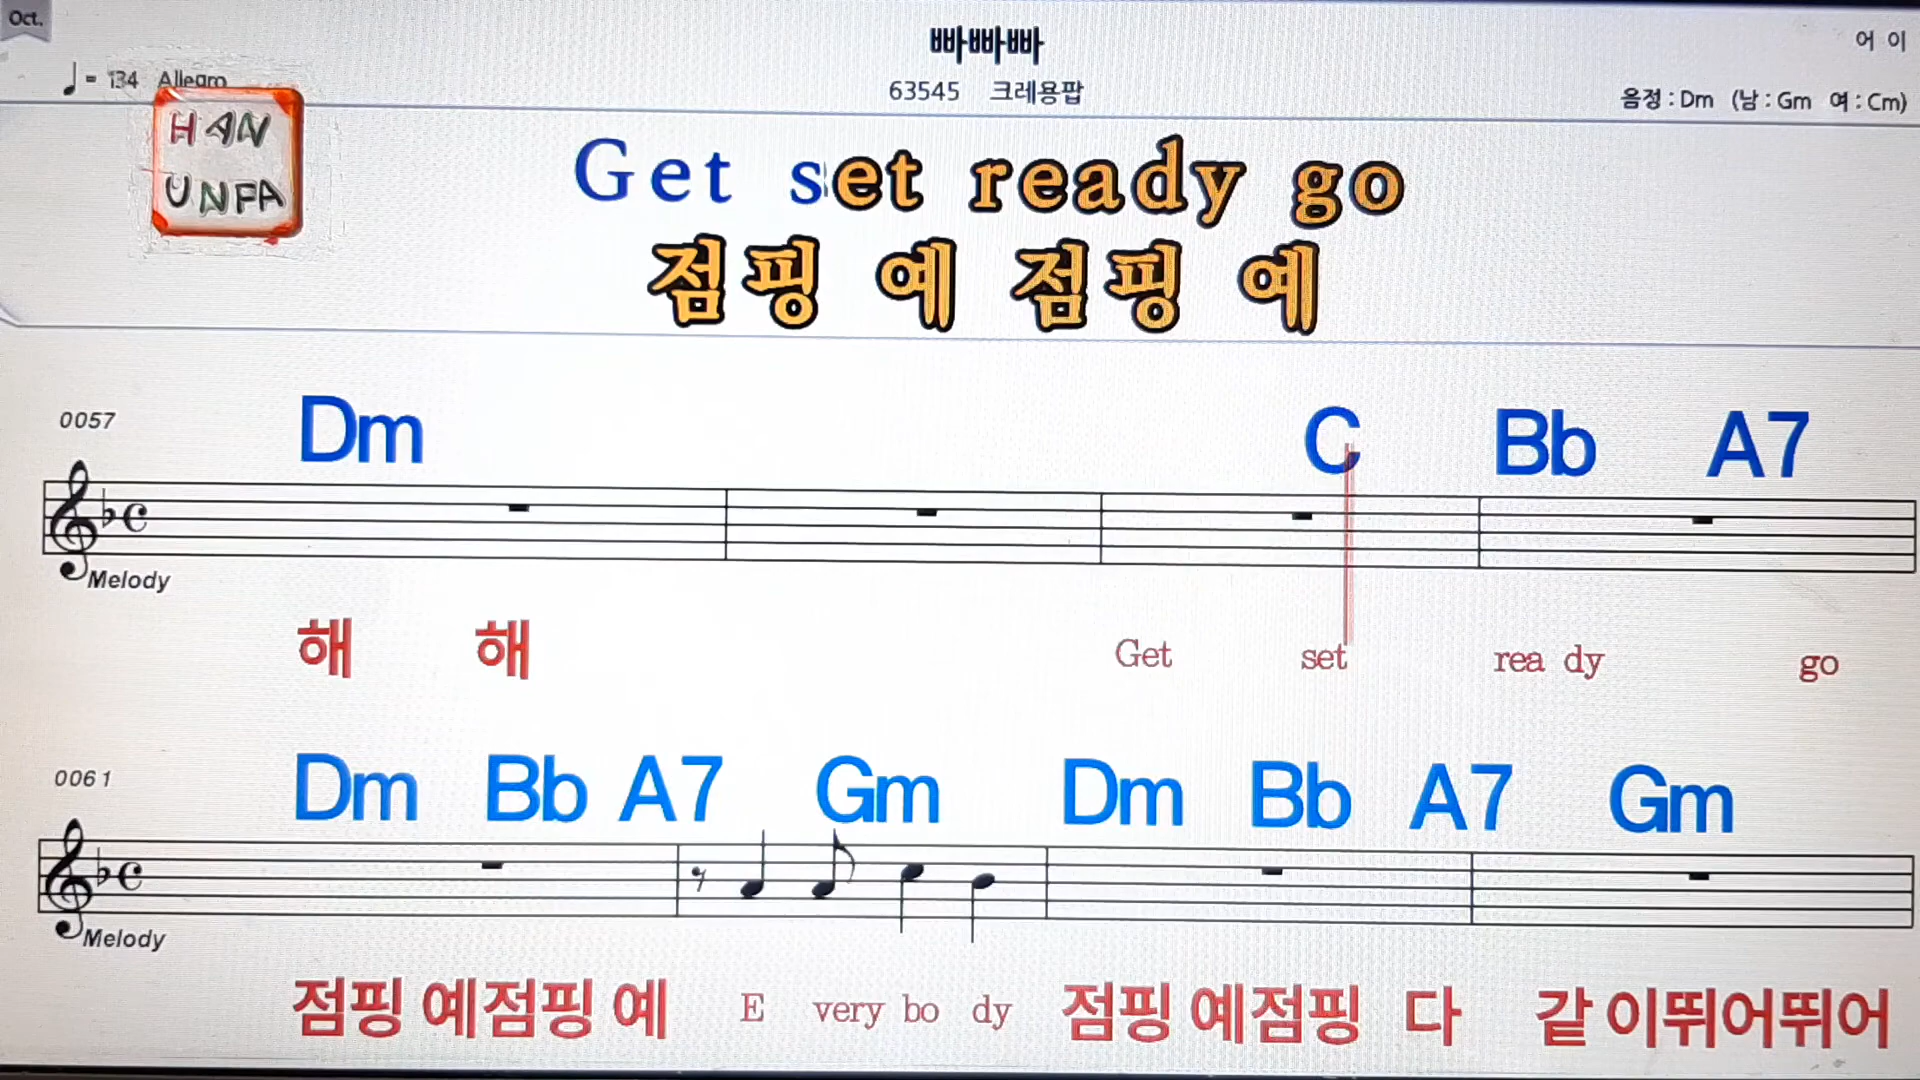 Oct.
빠빠빠
어 이
♩ = 134 Allegro
63545 크레용팝
음정 : Dm (남 : Gm 여 : Cm)
HAN
UNFA
Get set ready go
점핑 예 점핑 예
0057
Dm C Bb A7
Melody
해 해 Get set rea dy go
0061
Dm Bb A7 Gm Dm Bb A7 Gm
Melody
점핑 예점핑 예 E very bo dy 점핑 예점핑 다 같 이뛰어뛰어